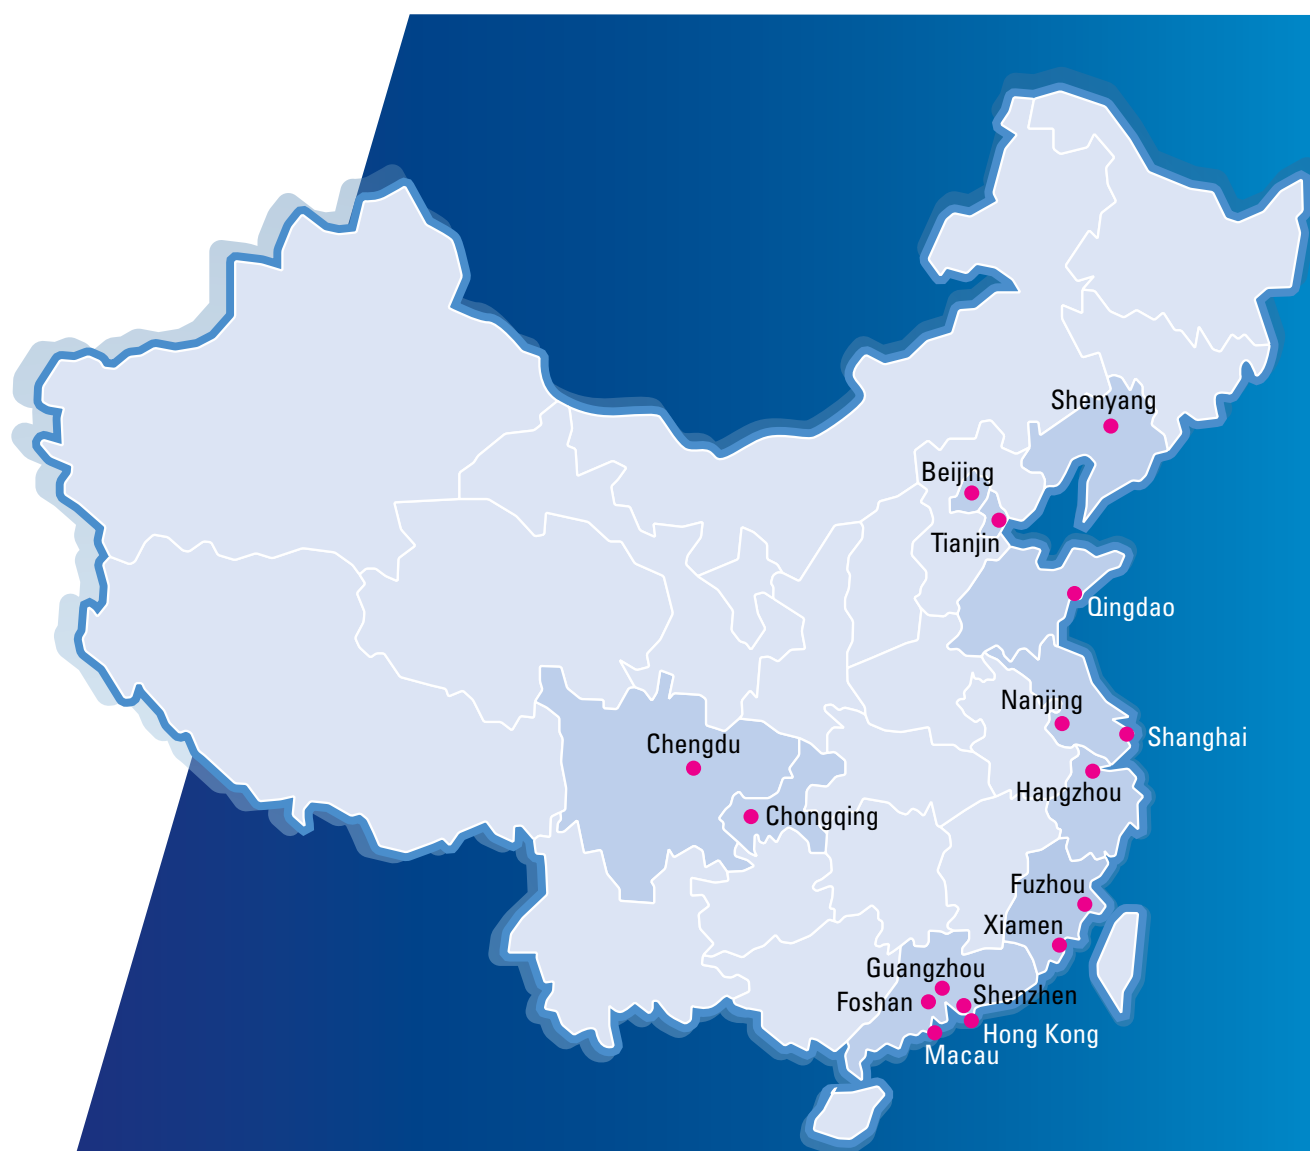 Shenyang
Beijing
Tianjin
Qingdao
Nanjing
Shanghai
Chengdu
Hangzhou
Chongqing
Fuzhou
Xiamen
Guangzhou
Foshan
Shenzhen
Hong Kong
Macau